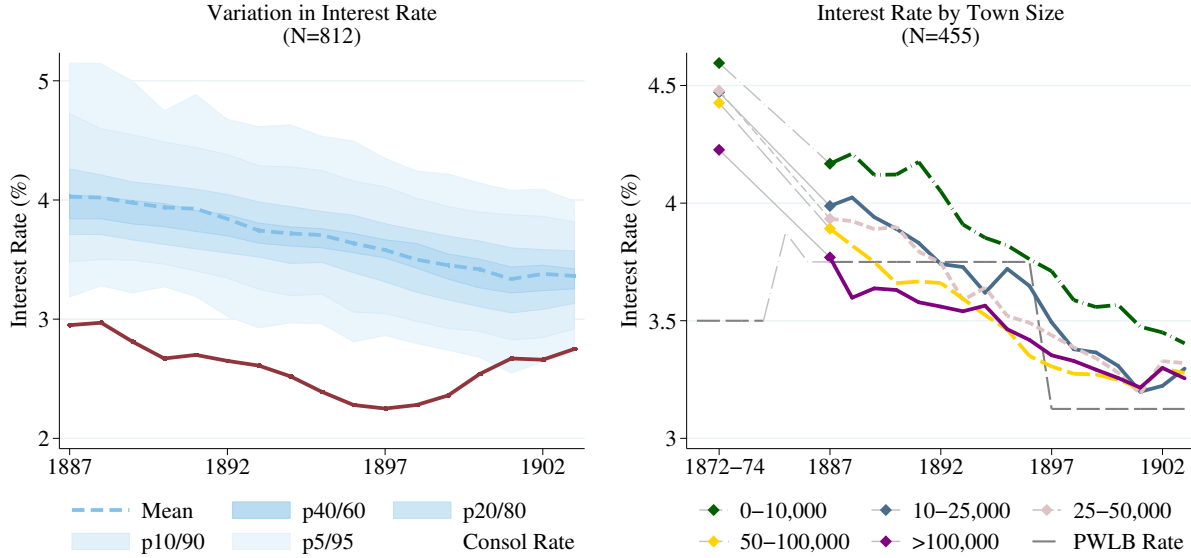 Variation in Interest Rate
(N=812)
Interest Rate (%)
5
4
3
2
1887
1892
1897
1902
Mean
p40/60
p20/80
p10/90
p5/95
Consol Rate
Interest Rate by Town Size
(N=455)
Interest Rate (%)
4.5
4
3.5
3
1872−74
1887
1892
1897
1902
0−10,000
10−25,000
25−50,000
50−100,000
>100,000
PWLB Rate